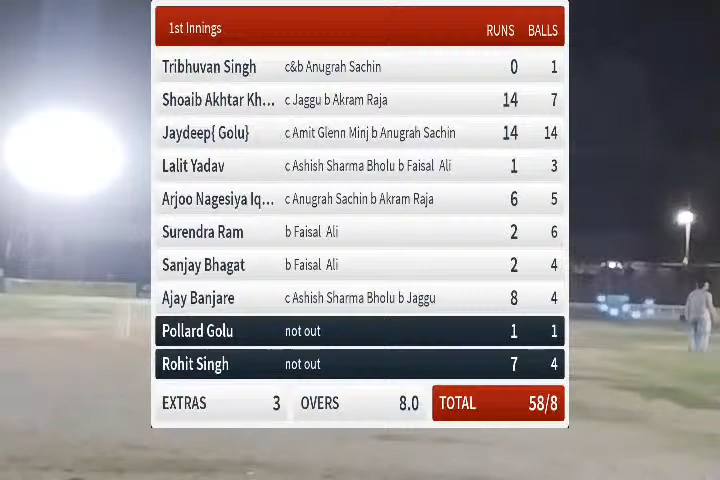 1st Innings RUNS BALLS
Tribhuvan Singh c&b Anugrah Sachin 0 1
Shoaib Akhtar Kh... c Jaggu b Akram Raja 14 7
Jaydeep{ Golu} c Amit Glenn Minj b Anugrah Sachin 14 14
Lalit Yadav c Ashish Sharma Bholu b Faisal Ali 1 3
Arjoo Nagesiya Iq... c Anugrah Sachin b Akram Raja 6 5
Surendra Ram b Faisal Ali 2 6
Sanjay Bhagat b Faisal Ali 2 4
Ajay Banjare c Ashish Sharma Bholu b Jaggu 8 4
Pollard Golu not out 1 1
Rohit Singh not out 7 4
EXTRAS 3 OVERS 8.0 TOTAL 58/8